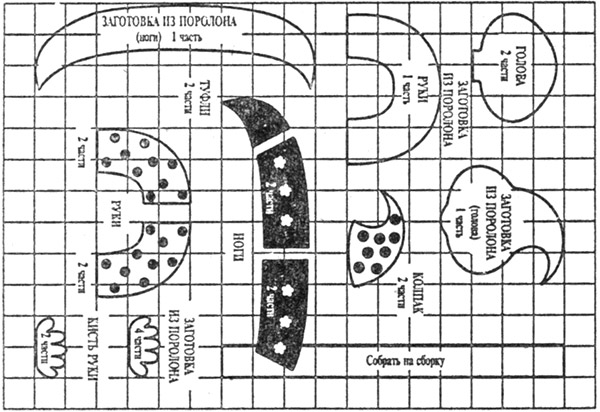 ЗАГОТОВКА ИЗ ПОРОЛОНА
(ноги) 1 часть
ГОЛОВА
2 части
ЗАГОТОВКА
ИЗ ПОРОЛОНА
РУКИ
1 часть
ТУФЛИ
2 части
2 части
РУКИ
2 части
2 части
НОГИ
2 части
ЗАГОТОВКА
ИЗ ПОРОЛОНА
(голова)
1 часть
КОЛПАК
2 части
ЗАГОТОВКА
ИЗ ПОРОЛОНА
4 части
КИСТЬ РУКИ
2 части
Собрать на сборку